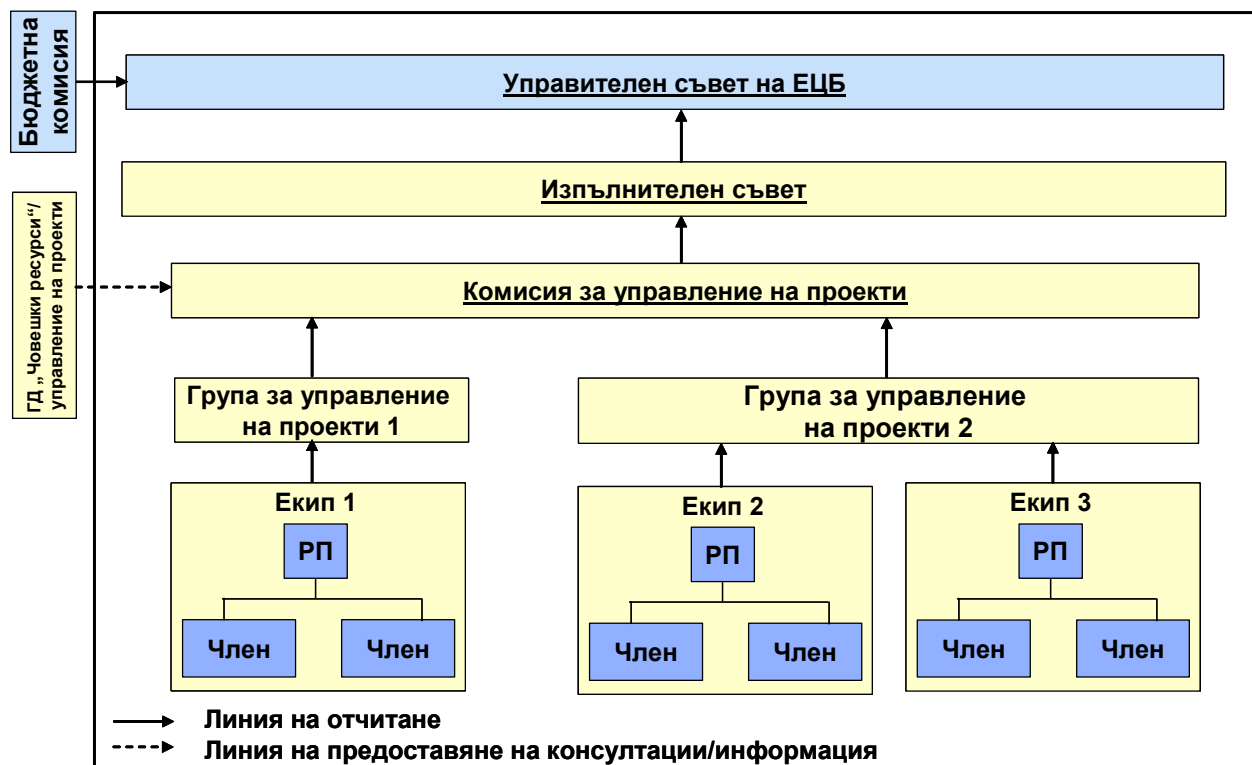 Бюджетна
комисия
Управителен съвет на ЕЦБ
Изпълнителен съвет
ГД „Човешки ресурси“/
управление на проекти
Комисия за управление на проекти
Група за управление
на проекти 1
Група за управление
на проекти 2
Екип 1
РП
Член
Член
Екип 2
РП
Член
Член
Екип 3
РП
Член
Член
Линия на отчитане
Линия на предоставяне на консултации/информация